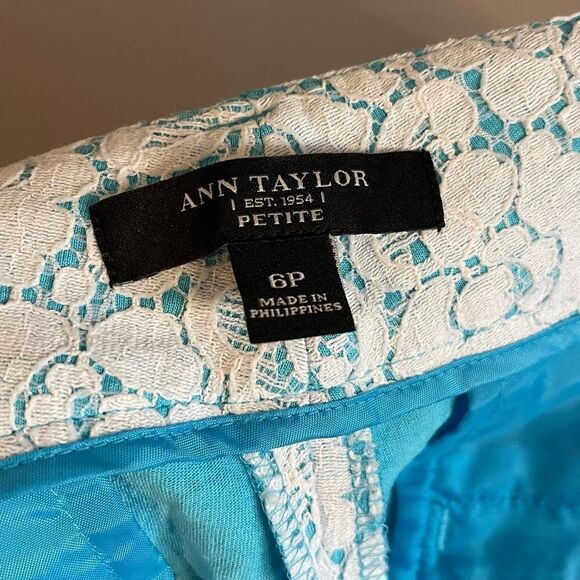 ANN TAYLOR
| EST. 1954 |
PETITE
6P
MADE IN
PHILIPPINES